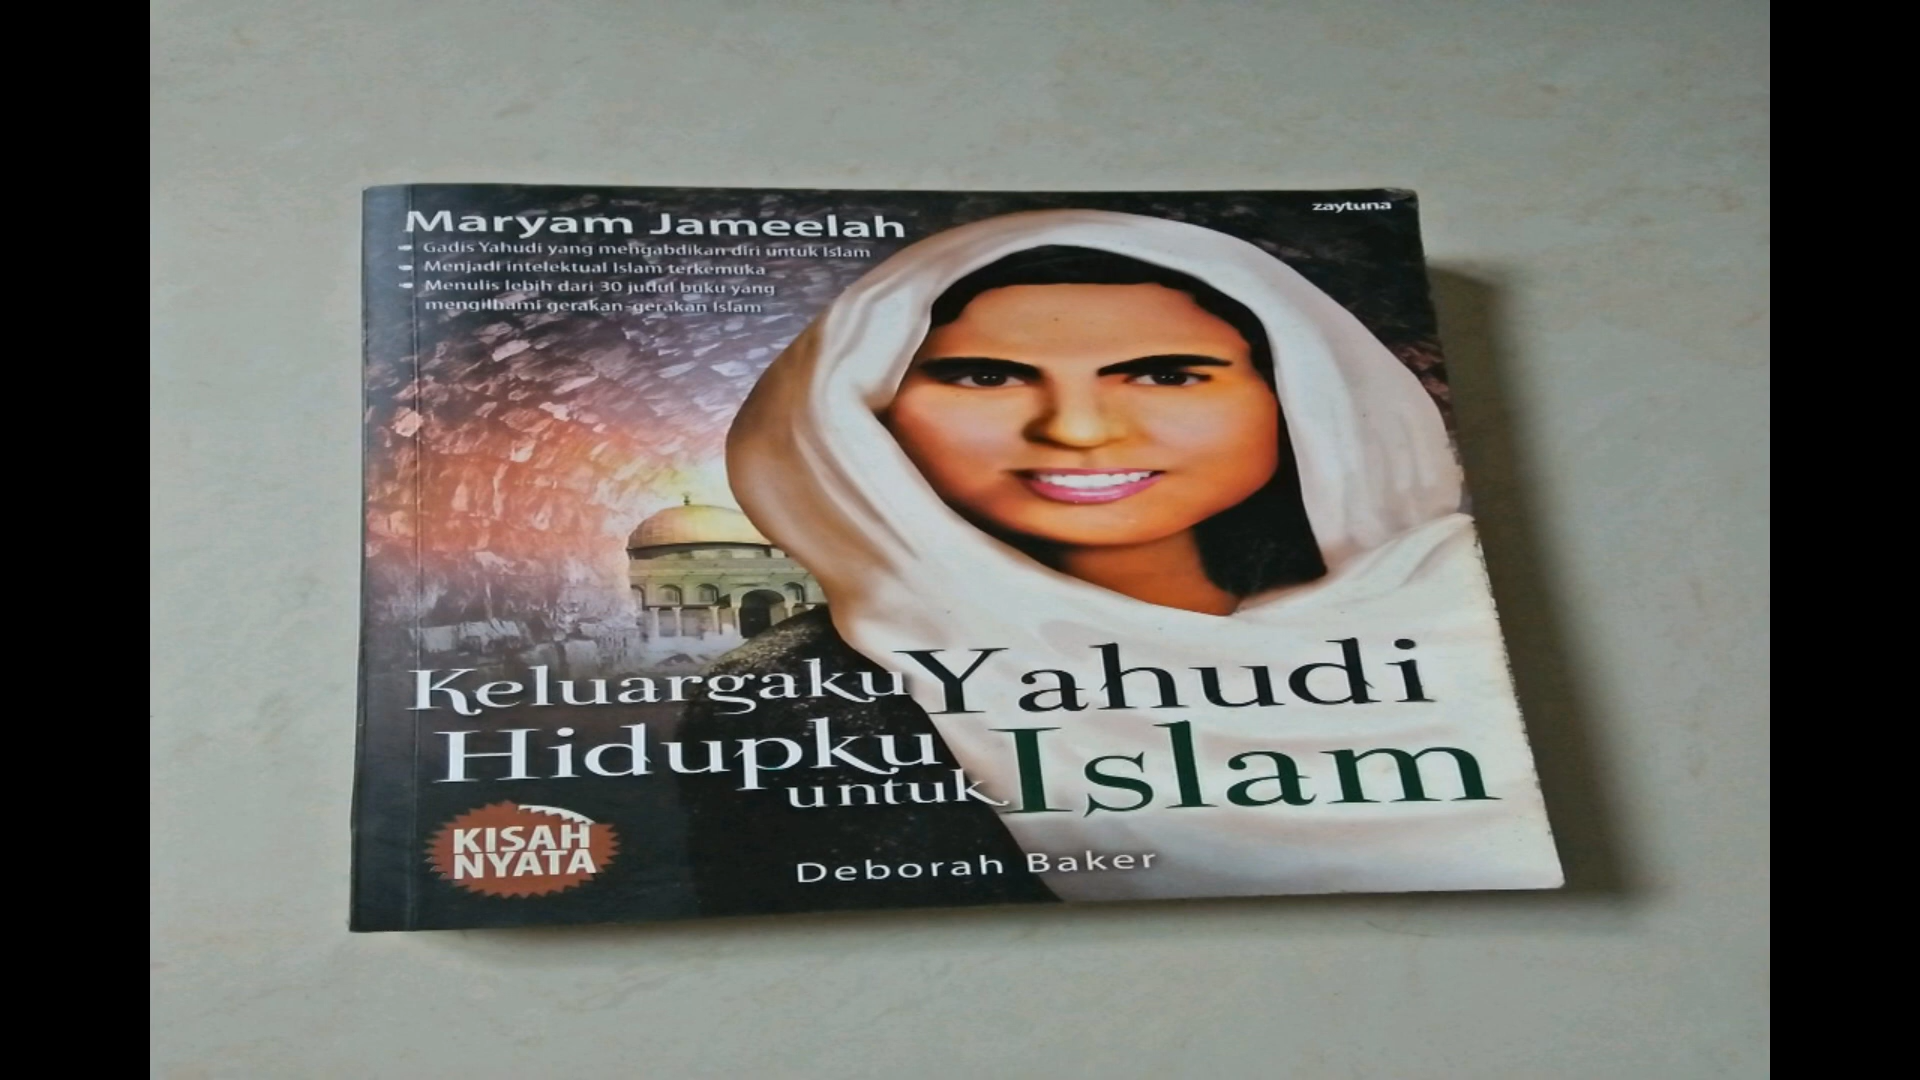 zaytuna
Maryam Jameelah
Gadis Yahudi yang mengabdikan diri untuk Islam
Menjadi intelektual Islam terkemuka
Menulis lebih dari 30 judul buku yang
mengilhami gerakan-gerakan Islam
Keluargaku Yahudi
Hidupku
untuk Islam
KISAH
NYATA
Deborah Baker